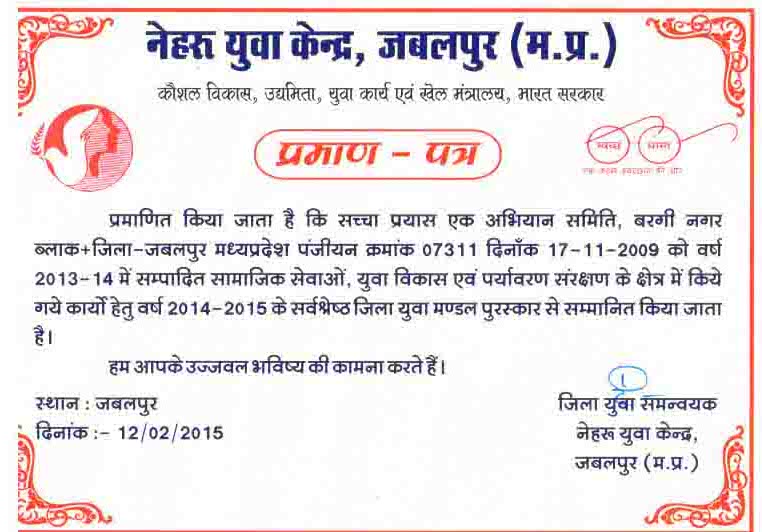 नेहरू युवा केन्द्र, जबलपुर (म.प्र.)
कौशल विकास, उद्यमिता, युवा कार्य एवं खेल मंत्रालय, भारत सरकार
प्रमाण - पत्र
स्वच्छ भारत
एक कदम स्वच्छता की ओर
प्रमाणित किया जाता है कि सच्चा प्रयास एक अभियान समिति, बरगी नगर
ब्लाक+जिला-जबलपुर मध्यप्रदेश पंजीयन क्रमांक 07311 दिनाँक 17-11-2009 को वर्ष
2013-14 में सम्पादित सामाजिक सेवाओं, युवा विकास एवं पर्यावरण संरक्षण के क्षेत्र में किये
गये कार्यो हेतु वर्ष 2014-2015 के सर्वश्रेष्ठ जिला युवा मण्डल पुरस्कार से सम्मानित किया जाता
है।
हम आपके उज्जवल भविष्य की कामना करते हैं।
स्थान : जबलपुर
दिनांक :- 12/02/2015
जिला युवा समन्वयक
नेहरू युवा केन्द्र,
जबलपुर (म.प्र.)